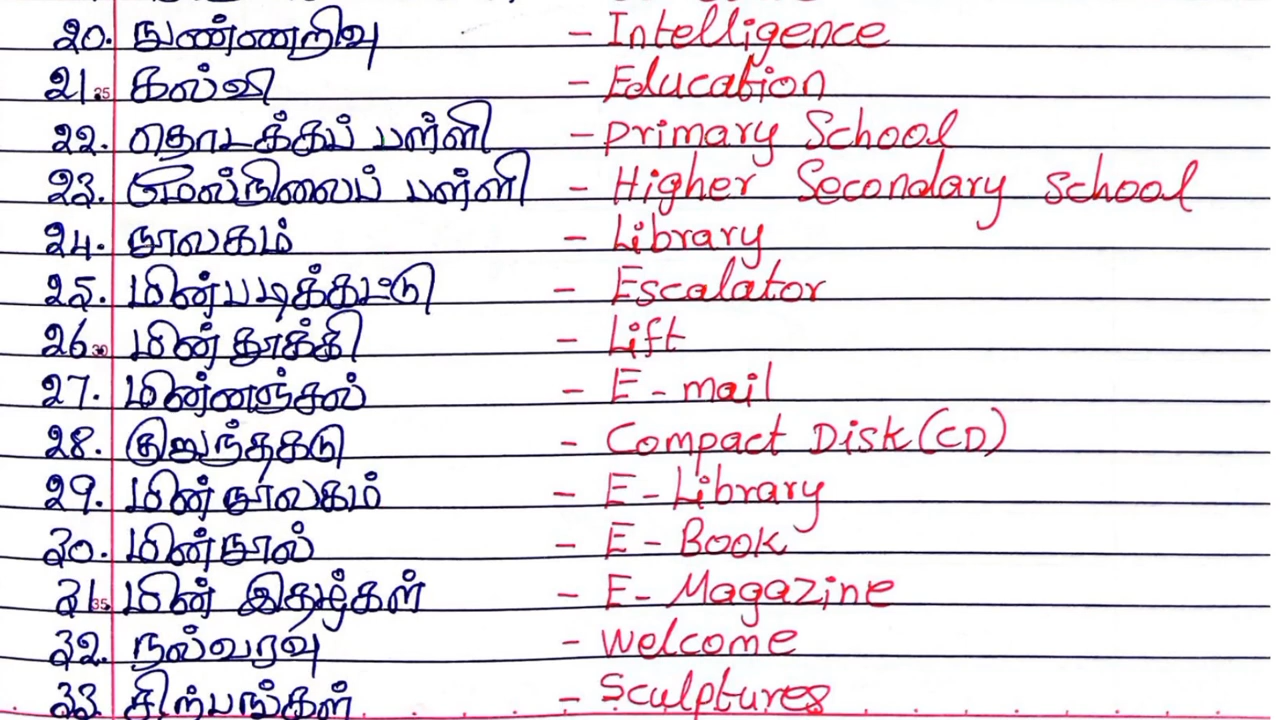 20. நுண்ணறிவு - Intelligence
21. கல்வி - Education
22. தொடக்கப் பள்ளி - primary School
23. மேல்நிலைப் பள்ளி - Higher Secondary school
24. நூலகம் - Library
25. மின்படிக்கட்டு - Escalator
26. மின் தூக்கி - Lift
27. மின்னஞ்சல் - E-mail
28. குறுந்தகடு - Compact Disk (CD)
29. மின் நூலகம் - E-Library
30. மின்நூல் - E-Book
31. மின் இதழ்கள் - E-Magazine
32. நல்வரவு - Welcome
33 சிற்பங்கள் - Sculptures